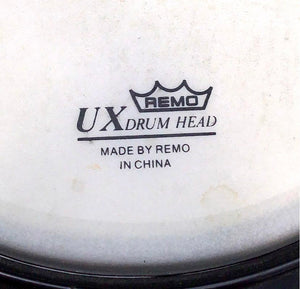 REMO
UX DRUM HEAD
MADE BY REMO
IN CHINA